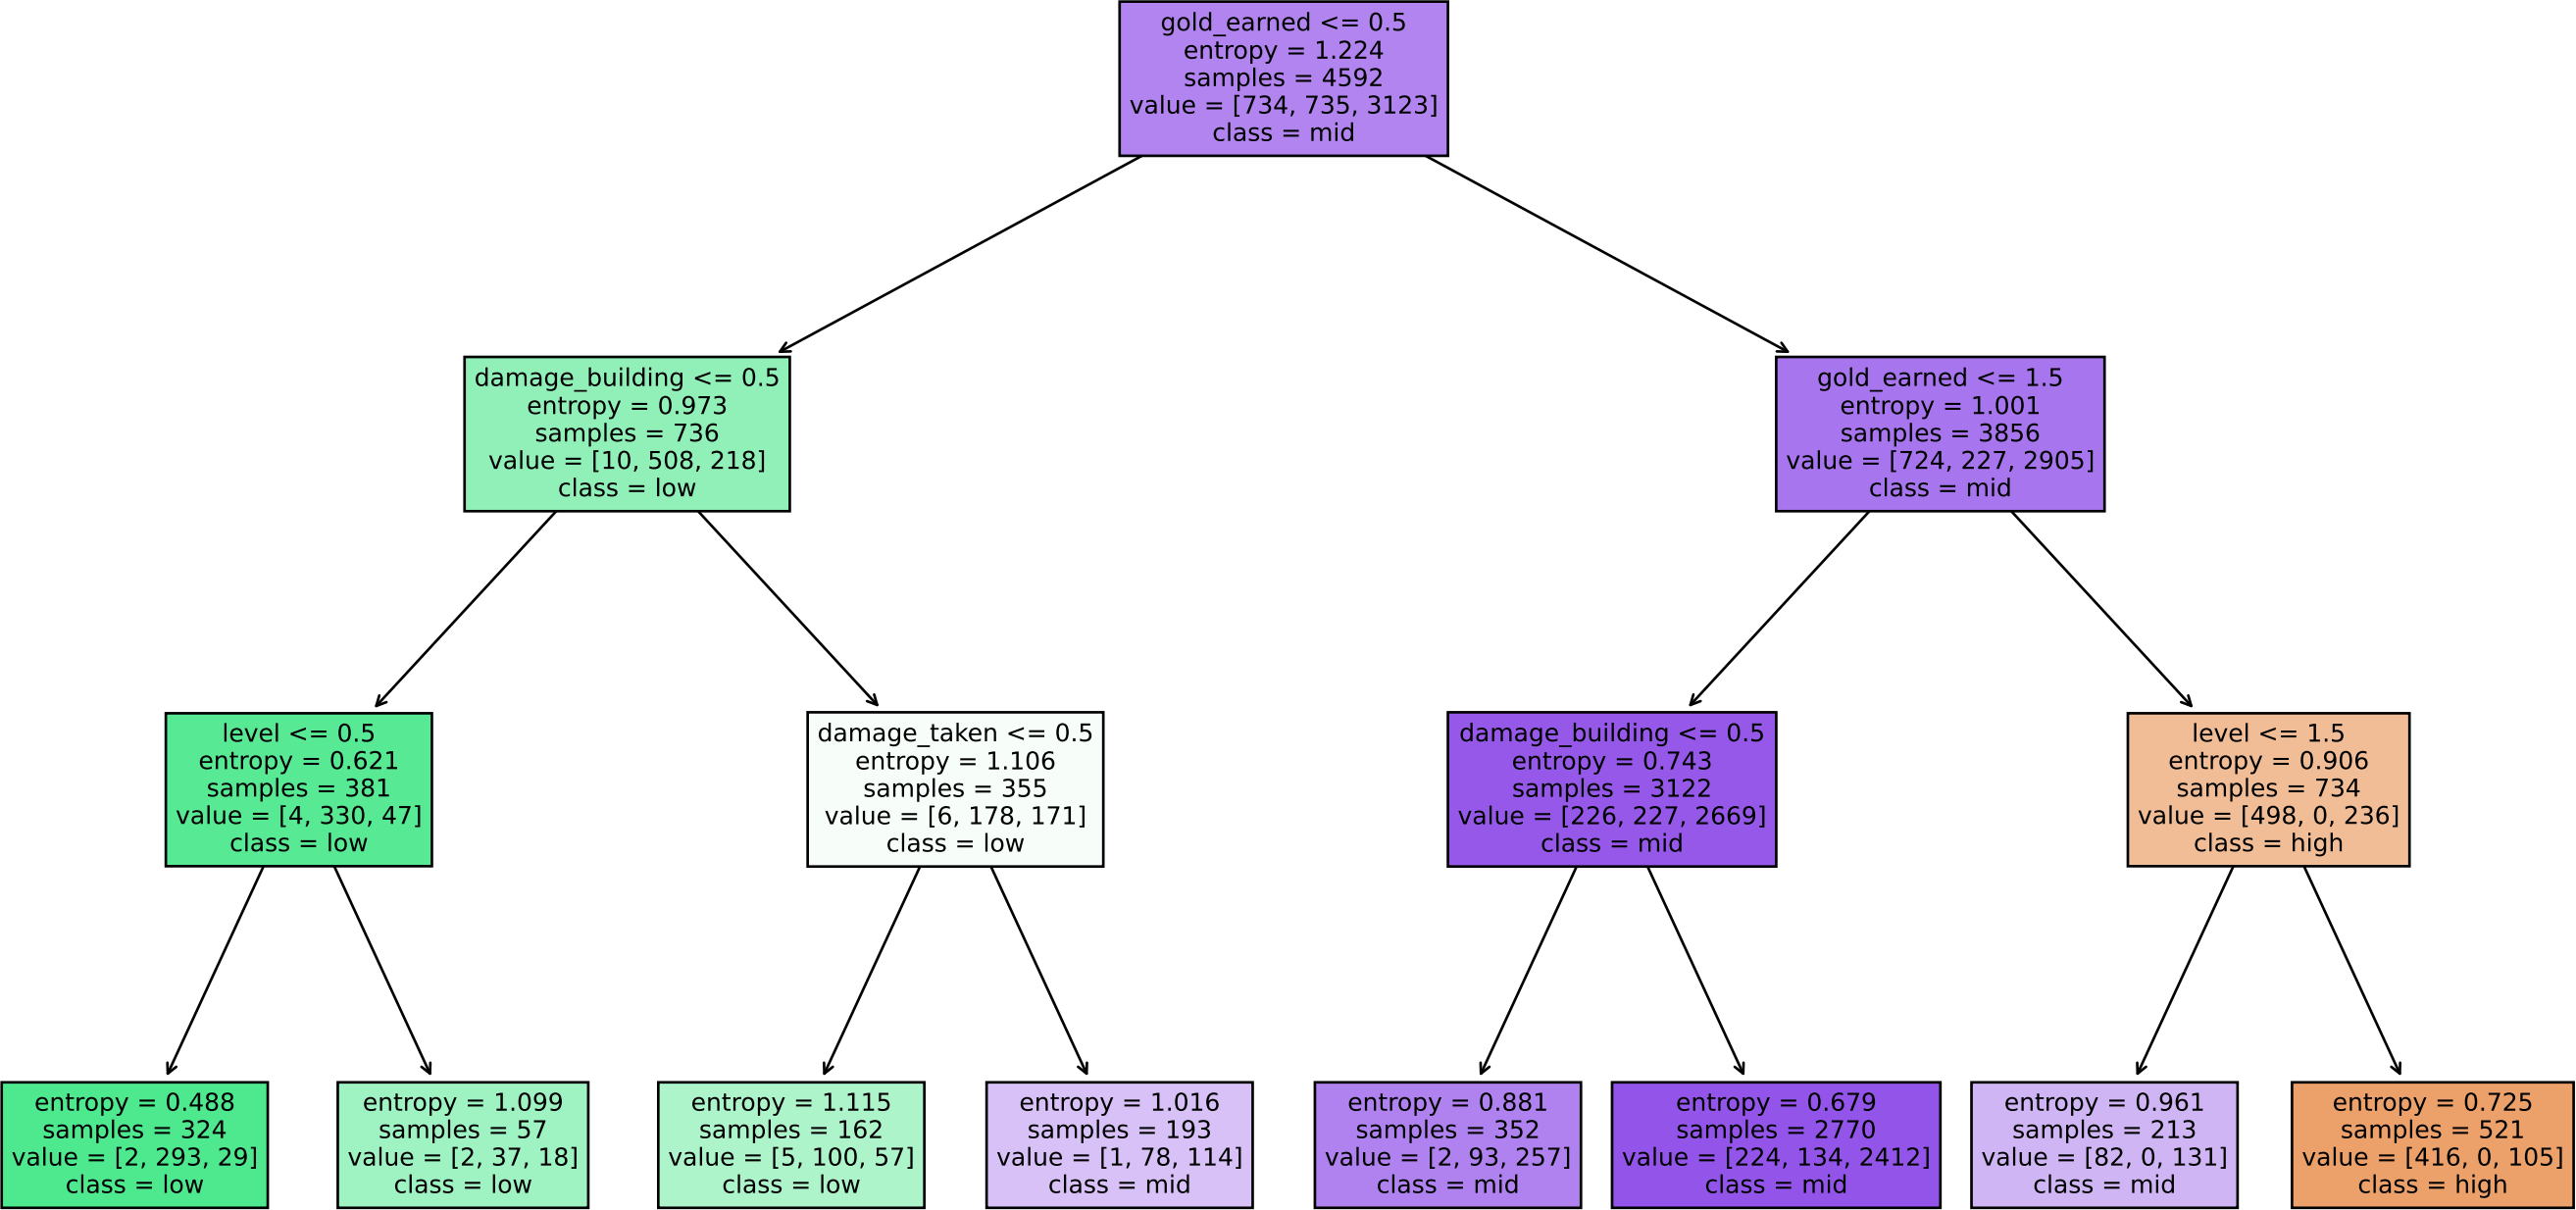 gold_earned <= 0.5
entropy = 1.224
samples = 4592
value = [734, 735, 3123]
class = mid
damage_building <= 0.5
entropy = 0.973
samples = 736
value = [10, 508, 218]
class = low
gold_earned <= 1.5
entropy = 1.001
samples = 3856
value = [724, 227, 2905]
class = mid
level <= 0.5
entropy = 0.621
samples = 381
value = [4, 330, 47]
class = low
damage_taken <= 0.5
entropy = 1.106
samples = 355
value = [6, 178, 171]
class = low
damage_building <= 0.5
entropy = 0.743
samples = 3122
value = [226, 227, 2669]
class = mid
level <= 1.5
entropy = 0.906
samples = 734
value = [498, 0, 236]
class = high
entropy = 0.488
samples = 324
value = [2, 293, 29]
class = low
entropy = 1.099
samples = 57
value = [2, 37, 18]
class = low
entropy = 1.115
samples = 162
value = [5, 100, 57]
class = low
entropy = 1.016
samples = 193
value = [1, 78, 114]
class = mid
entropy = 0.881
samples = 352
value = [2, 93, 257]
class = mid
entropy = 0.679
samples = 2770
value = [224, 134, 2412]
class = mid
entropy = 0.961
samples = 213
value = [82, 0, 131]
class = mid
entropy = 0.725
samples = 521
value = [416, 0, 105]
class = high